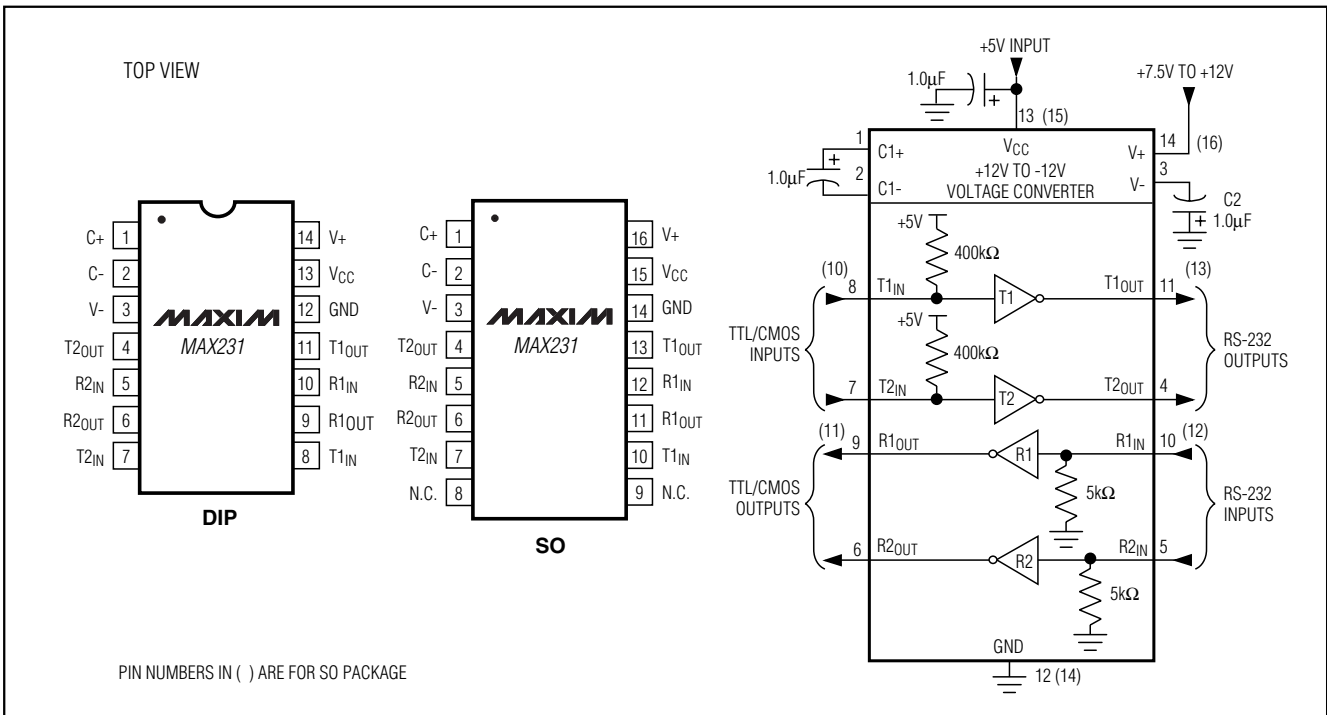 TOP VIEW
C+ 1
C- 2
V- 3
T2OUT 4
R2IN 5
R2OUT 6
T2IN 7
14 V+
13 VCC
12 GND
11 T1OUT
10 R1IN
9 R1OUT
8 T1IN
MAXIM
MAX231
DIP
C+ 1
C- 2
V- 3
T2OUT 4
R2IN 5
R2OUT 6
T2IN 7
N.C. 8
16 V+
15 VCC
14 GND
13 T1OUT
12 R1IN
11 R1OUT
10 T1IN
9 N.C.
MAXIM
MAX231
SO
+5V INPUT
1.0µF
+
+7.5V TO +12V
13 (15)
1
C1+
VCC
V+
14
(16)
+
1.0µF
2
C1-
+12V TO -12V
VOLTAGE CONVERTER
V-
3
C2
+
1.0µF
+5V
400kΩ
(10)
8
T1IN
T1
T1OUT
11
(13)
+5V
400kΩ
TTL/CMOS
INPUTS
RS-232
OUTPUTS
7
T2IN
T2
T2OUT
4
(11)
9
R1OUT
R1
R1IN
10
(12)
5kΩ
TTL/CMOS
OUTPUTS
RS-232
INPUTS
6
R2OUT
R2
R2IN
5
5kΩ
GND
12 (14)
PIN NUMBERS IN ( ) ARE FOR SO PACKAGE